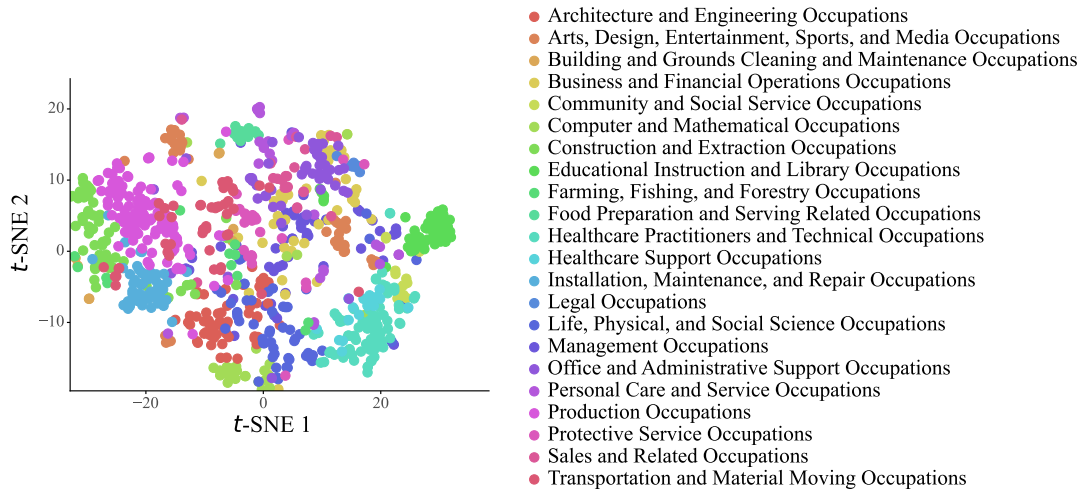 20
10
0
−10
−20
0
20
t-SNE 1
t-SNE 2
Architecture and Engineering Occupations
Arts, Design, Entertainment, Sports, and Media Occupations
Building and Grounds Cleaning and Maintenance Occupations
Business and Financial Operations Occupations
Community and Social Service Occupations
Computer and Mathematical Occupations
Construction and Extraction Occupations
Educational Instruction and Library Occupations
Farming, Fishing, and Forestry Occupations
Food Preparation and Serving Related Occupations
Healthcare Practitioners and Technical Occupations
Healthcare Support Occupations
Installation, Maintenance, and Repair Occupations
Legal Occupations
Life, Physical, and Social Science Occupations
Management Occupations
Office and Administrative Support Occupations
Personal Care and Service Occupations
Production Occupations
Protective Service Occupations
Sales and Related Occupations
Transportation and Material Moving Occupations